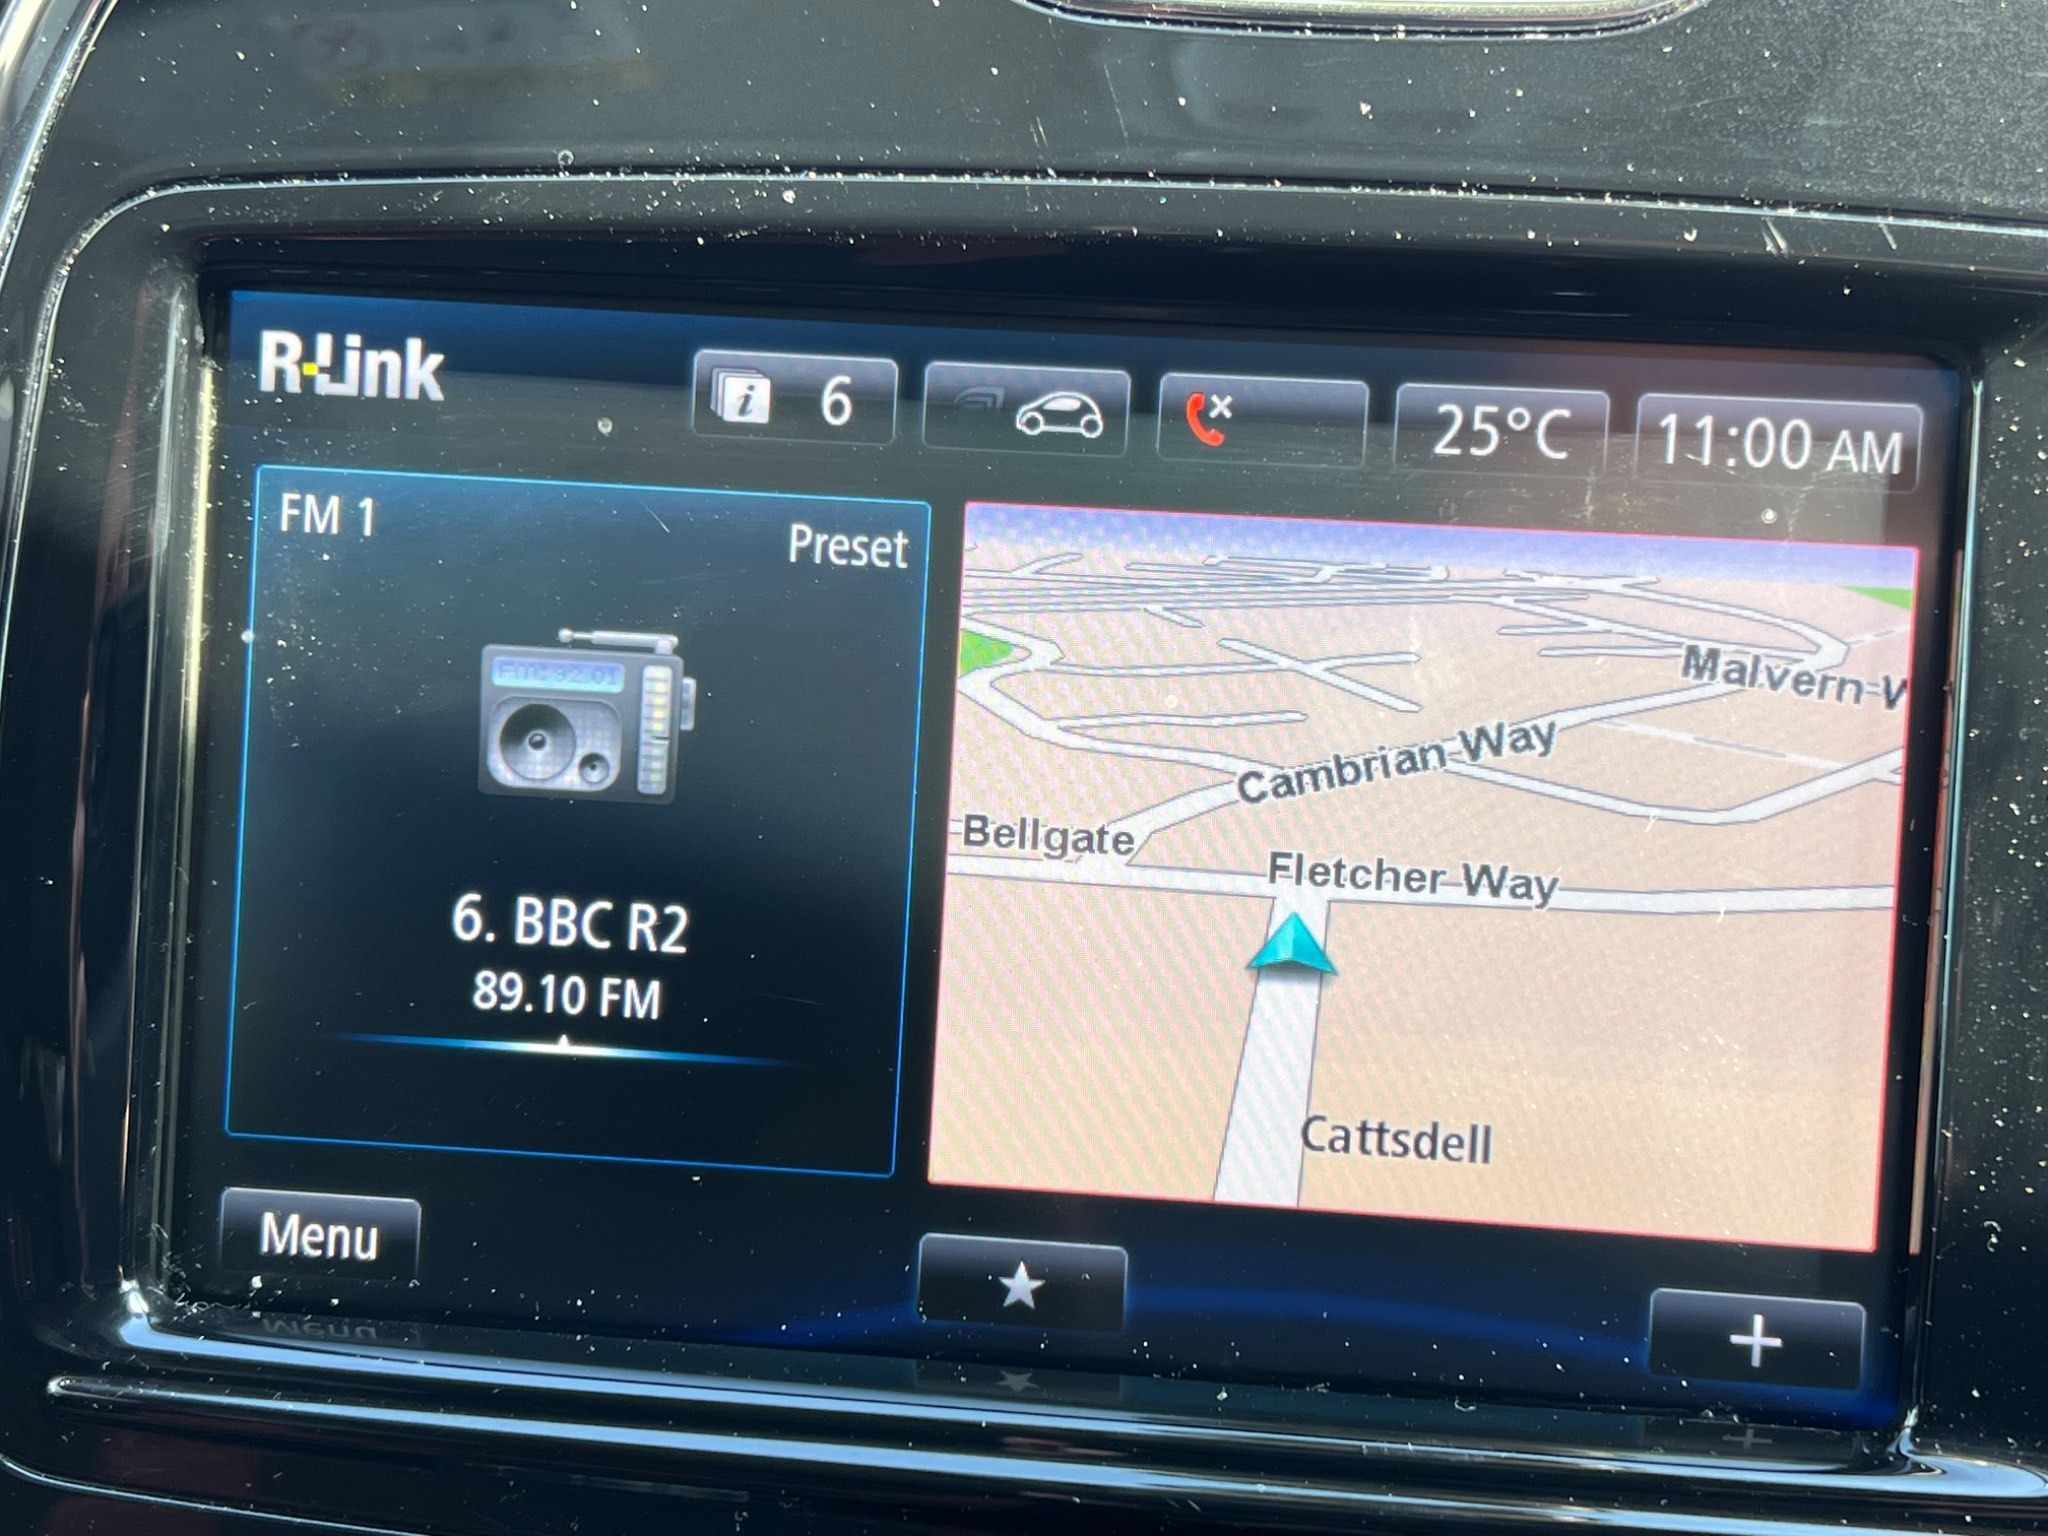 R-Link
i 6
25°C
11:00 AM
FM 1
Preset
6. BBC R2
89.10 FM
Malvern
Cambrian Way
Bellgate
Fletcher Way
Cattsdell
Menu